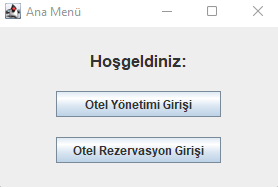 Ana Menü
Hoşgeldiniz:
Otel Yönetimi Girişi
Otel Rezervasyon Girişi